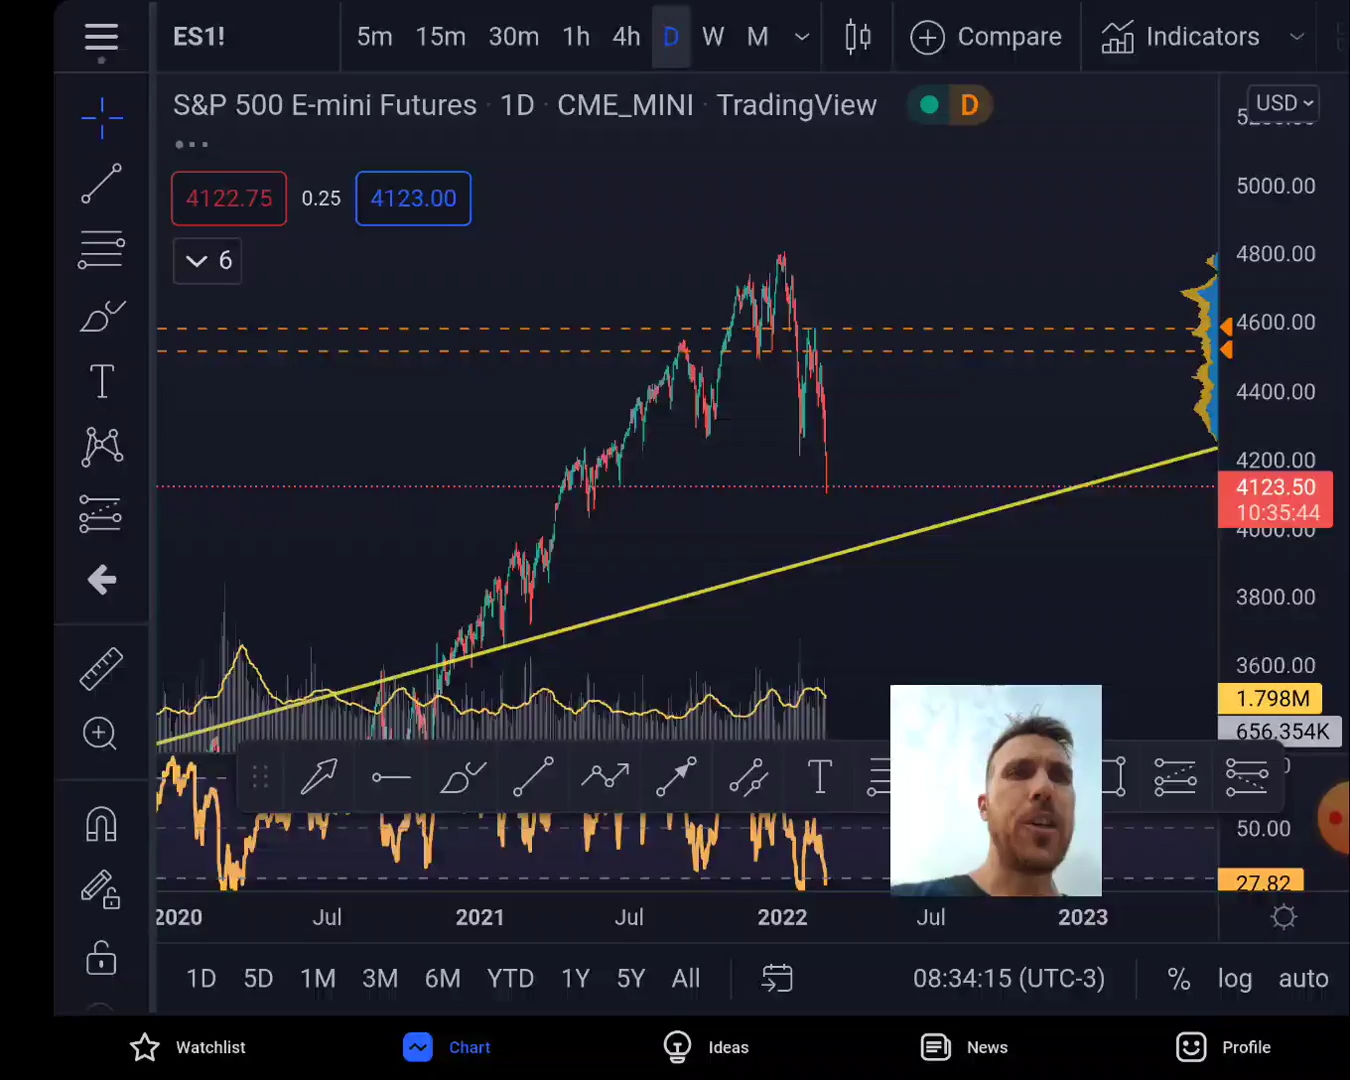 ES1! 5m 15m 30m 1h 4h D W M Compare Indicators
S&P 500 E-mini Futures · 1D · CME_MINI · TradingView D
USD
5000.00
4122.75 0.25 4123.00
6
4800.00
4600.00
4400.00
4200.00
4123.50
10:35:44
4000.00
3800.00
3600.00
1.798M
656.354K
T
50.00
27.82
2020 Jul 2021 Jul 2022 Jul 2023
1D 5D 1M 3M 6M YTD 1Y 5Y All 08:34:15 (UTC-3) % log auto
Watchlist Chart Ideas News Profile